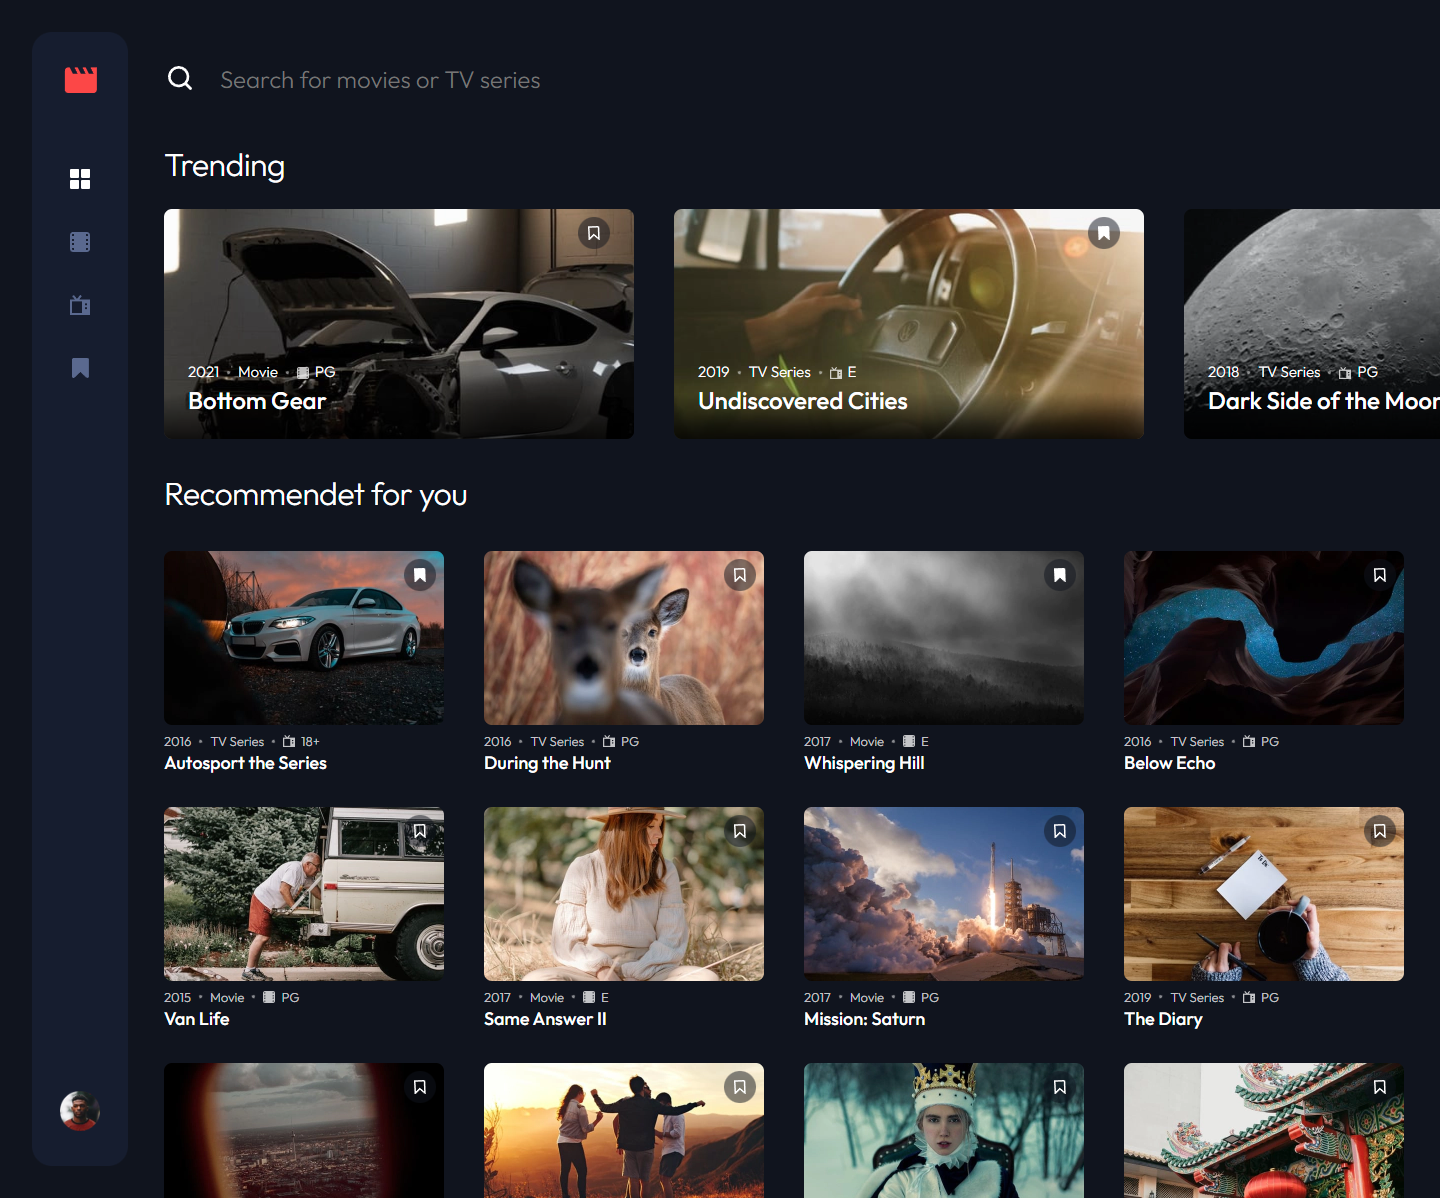 Search for movies or TV series
Trending
2021 • Movie • PG
Bottom Gear
2019 • TV Series • E
Undiscovered Cities
2018 • TV Series • PG
Dark Side of the Moon
Recommendet for you
2016 • TV Series • 18+
Autosport the Series
2016 • TV Series • PG
During the Hunt
2017 • Movie • E
Whispering Hill
2016 • TV Series • PG
Below Echo
2015 • Movie • PG
Van Life
2017 • Movie • E
Same Answer II
2017 • Movie • PG
Mission: Saturn
2019 • TV Series • PG
The Diary